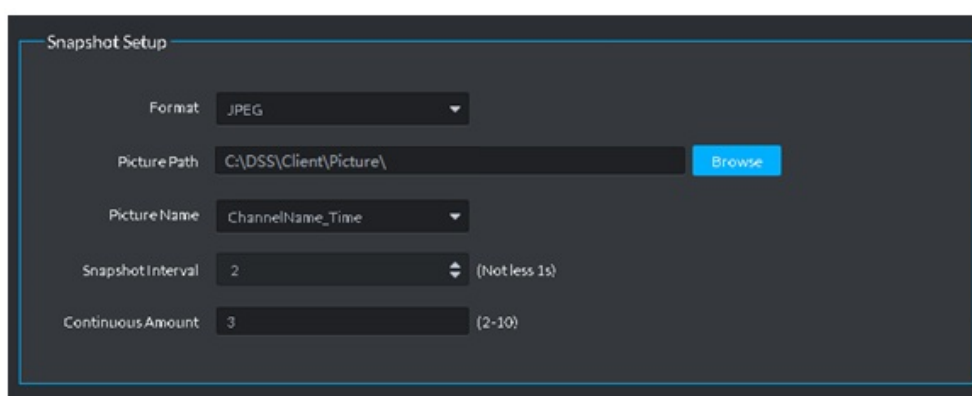 Snapshot Setup
Format JPEG
Picture Path C:\DSS\Client\Picture\ Browse
Picture Name ChannelName_Time
Snapshot Interval 2 (Not less 1s)
Continuous Amount 3 (2-10)